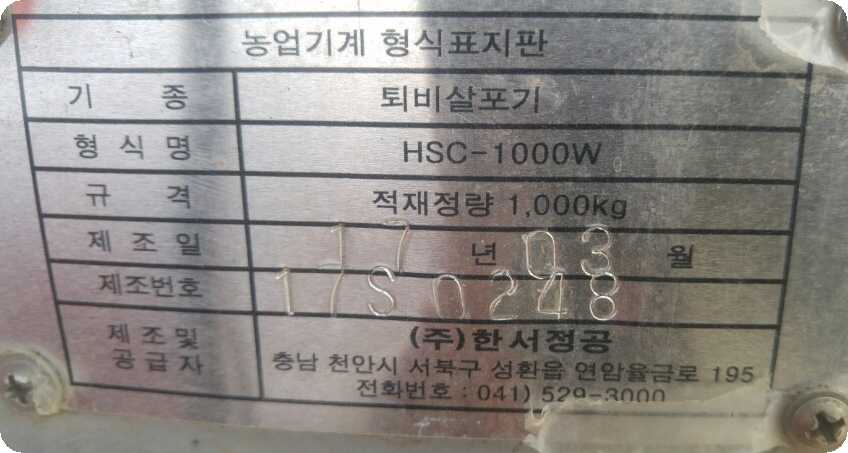 농업기계 형식표지판
기 종 퇴비살포기
형 식 명 HSC-1000W
규 격 적재정량 1,000kg
제 조 일 17 년 03 월
제조번호 17S0248
제 조 및 공 급 자 (주)한서정공
충남 천안시 서북구 성환읍 연암율금로 195
전화번호 : 041) 529-3000